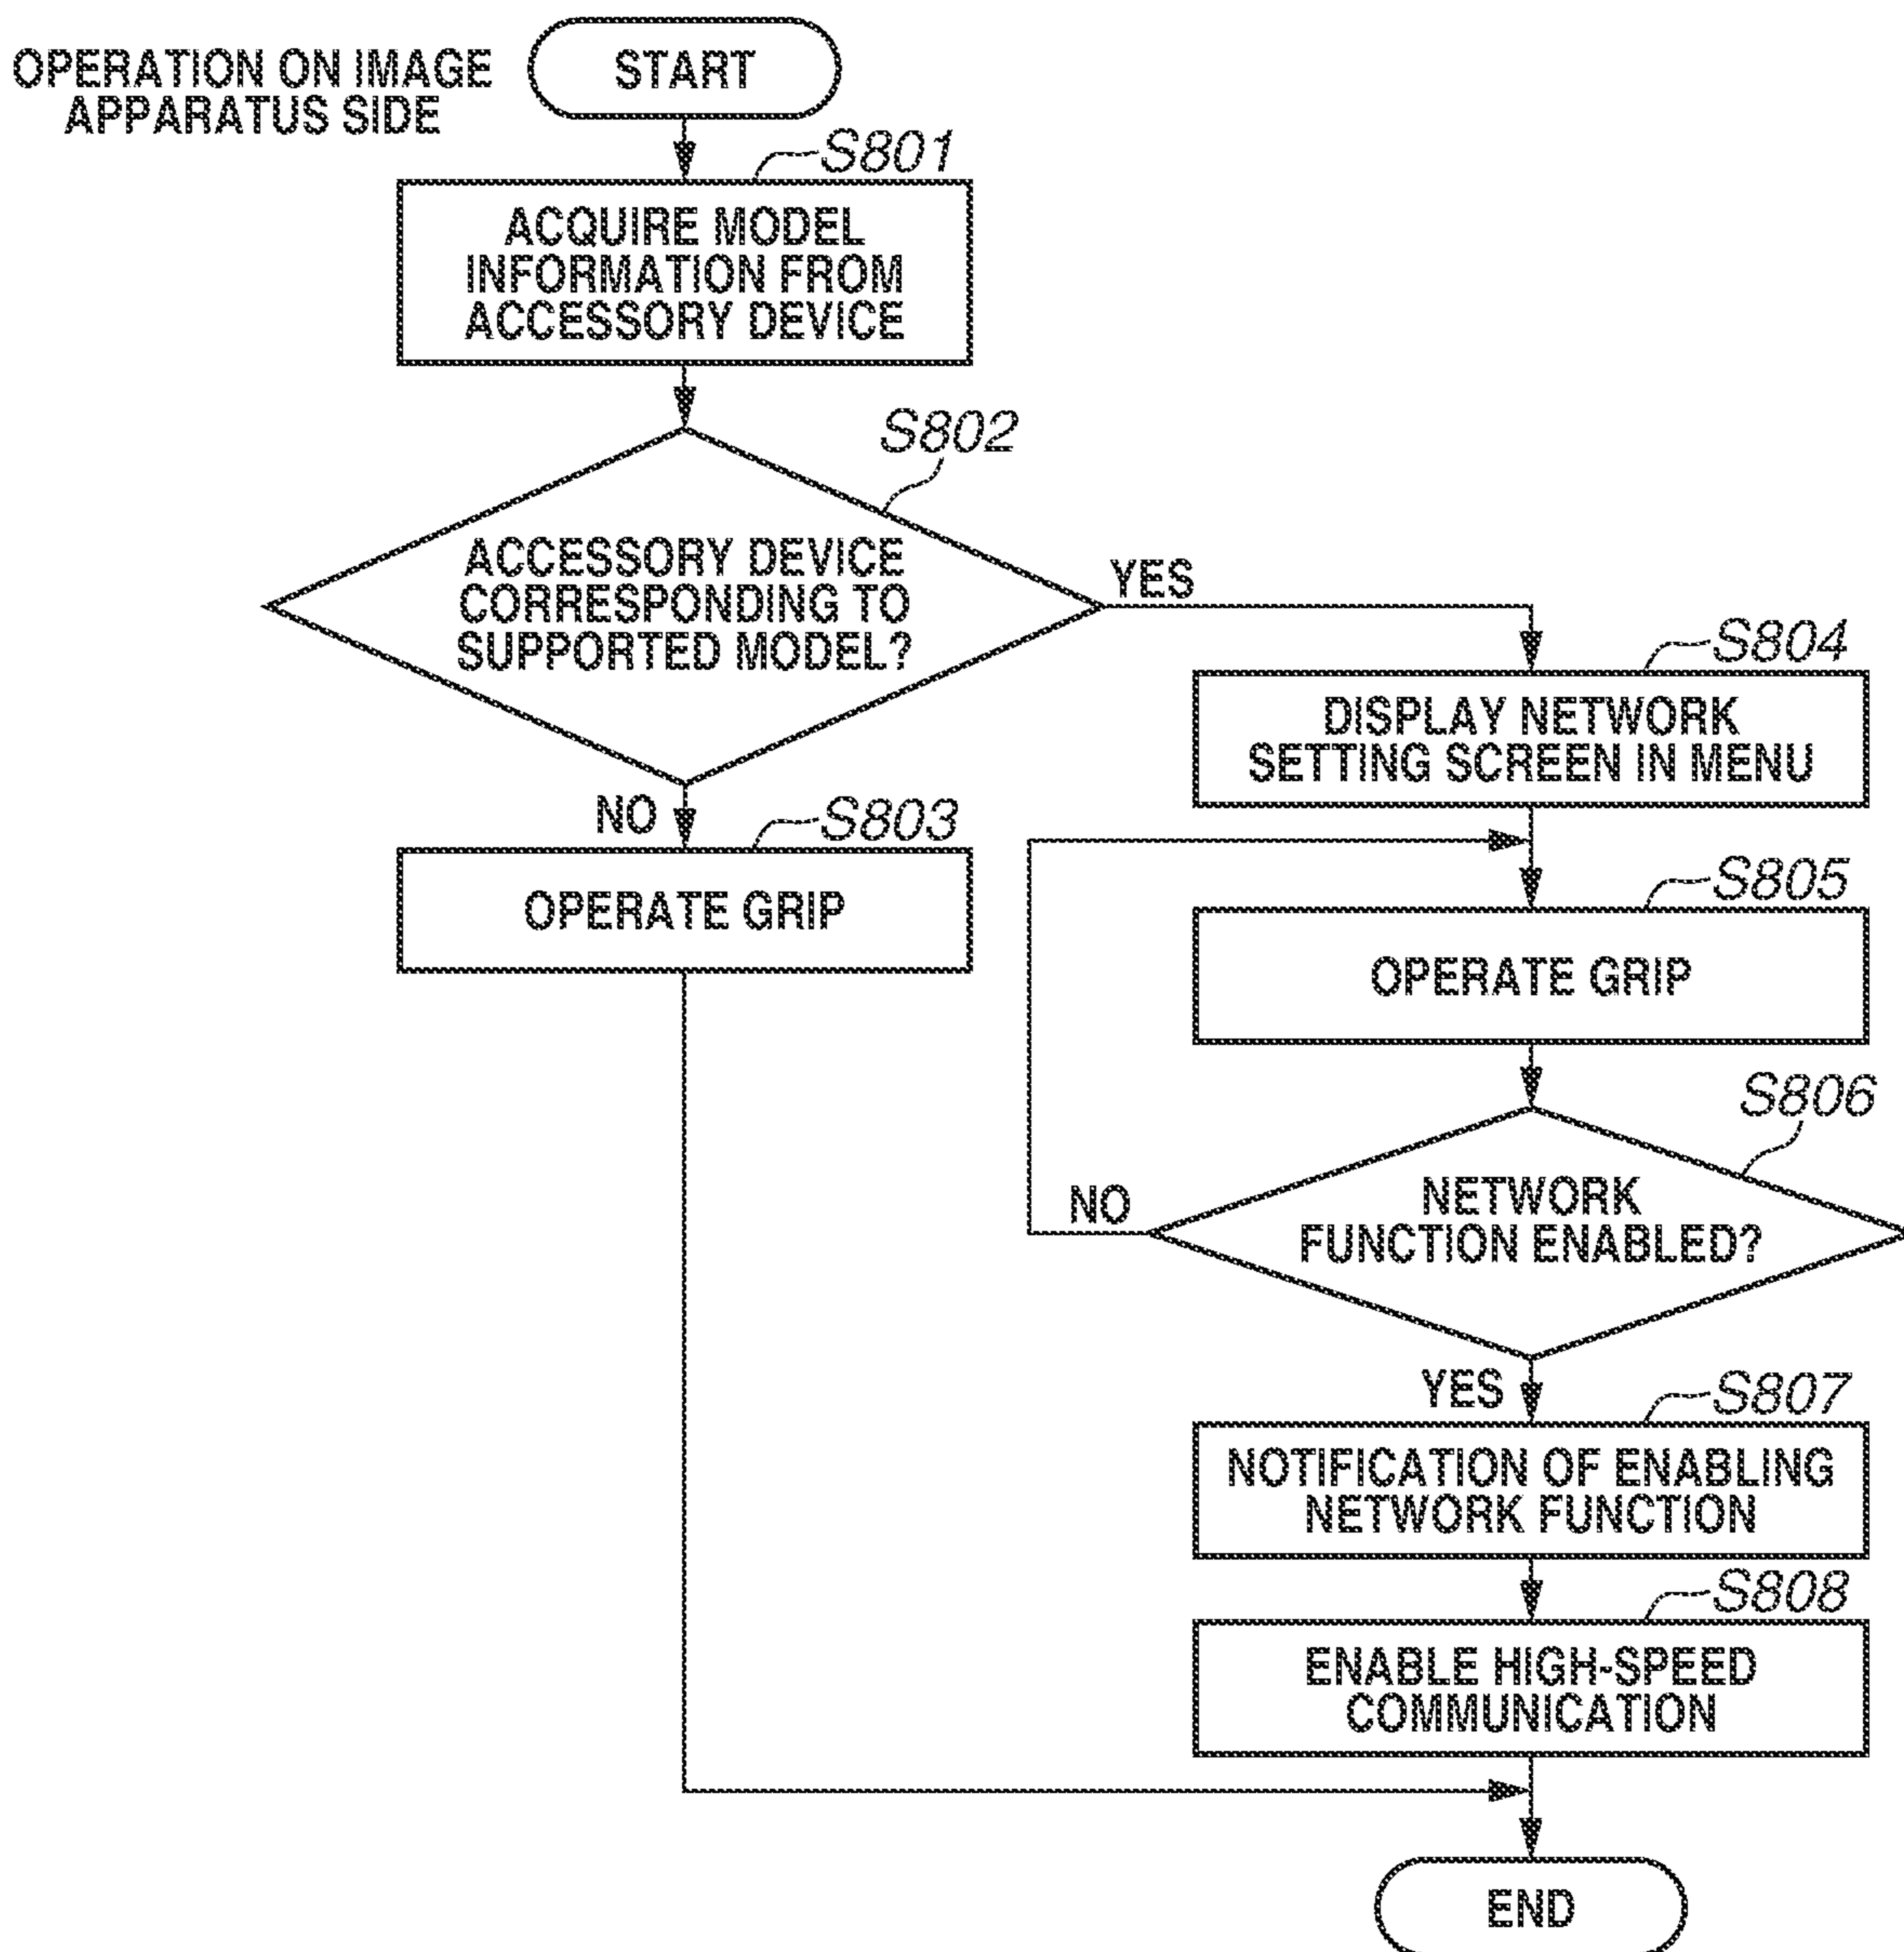 OPERATION ON IMAGE
APPARATUS SIDE
START
S801
ACQUIRE MODEL
INFORMATION FROM
ACCESSORY DEVICE
S802
ACCESSORY DEVICE
CORRESPONDING TO
SUPPORTED MODEL?
YES
NO
S803
OPERATE GRIP
S804
DISPLAY NETWORK
SETTING SCREEN IN MENU
S805
OPERATE GRIP
S806
NETWORK
FUNCTION ENABLED?
NO
YES
S807
NOTIFICATION OF ENABLING
NETWORK FUNCTION
S808
ENABLE HIGH-SPEED
COMMUNICATION
END